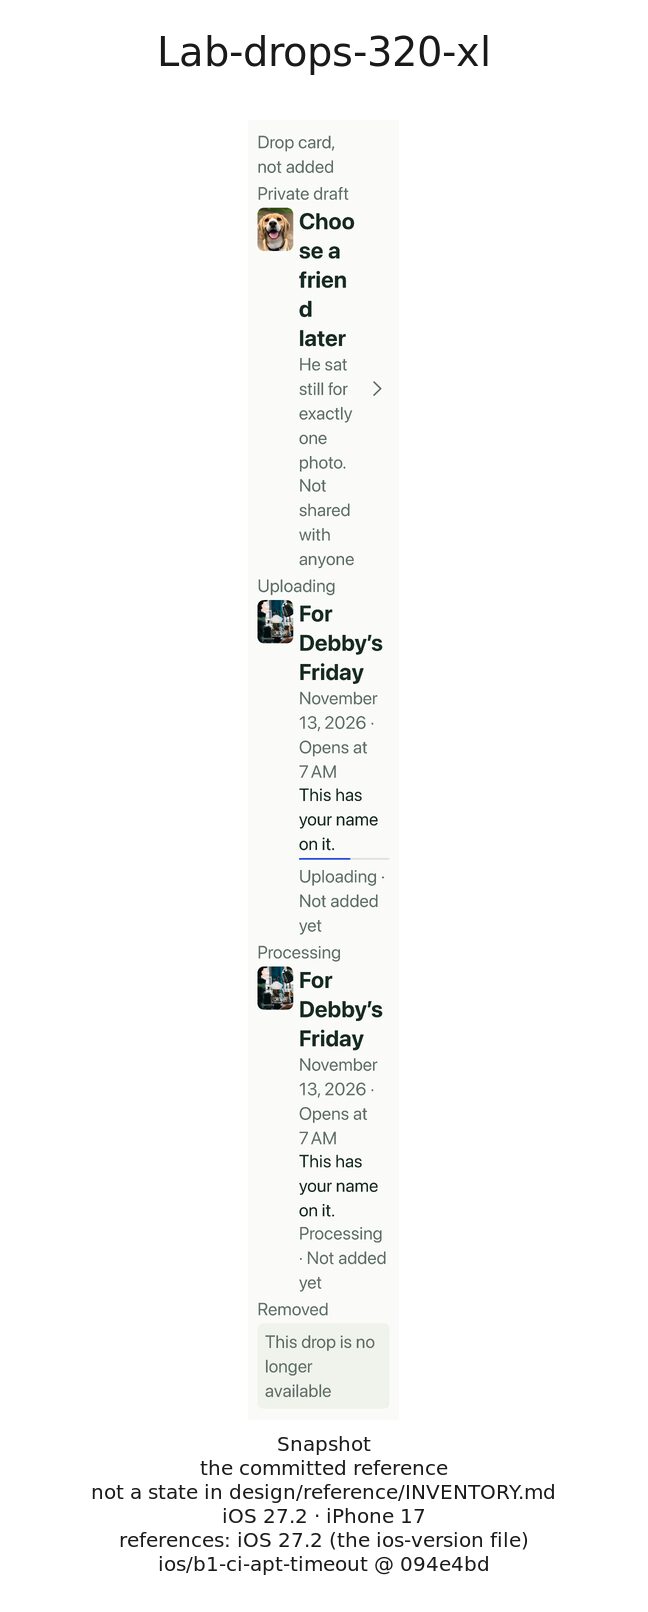 Lab-drops-320-xl
Drop card,
not added
Private draft
Choo
se a
frien
d
later
He sat
still for
exactly
one
photo.
Not
shared
with
anyone
Uploading
For
Debby’s
Friday
November
13, 2026 ·
Opens at
7 AM
This has
your name
on it.
Uploading ·
Not added
yet
Processing
For
Debby’s
Friday
November
13, 2026 ·
Opens at
7 AM
This has
your name
on it.
Processing
· Not added
yet
Removed
This drop is no
longer
available
Snapshot
the committed reference
not a state in design/reference/INVENTORY.md
iOS 27.2 · iPhone 17
references: iOS 27.2 (the ios-version file)
ios/b1-ci-apt-timeout @ 094e4bd